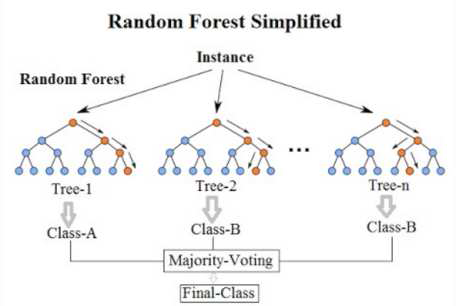 Random Forest Simplified
Instance
Random Forest
...
Tree-1
Tree-2
Tree-n
Class-A
Class-B
Class-B
Majority-Voting
Final-Class